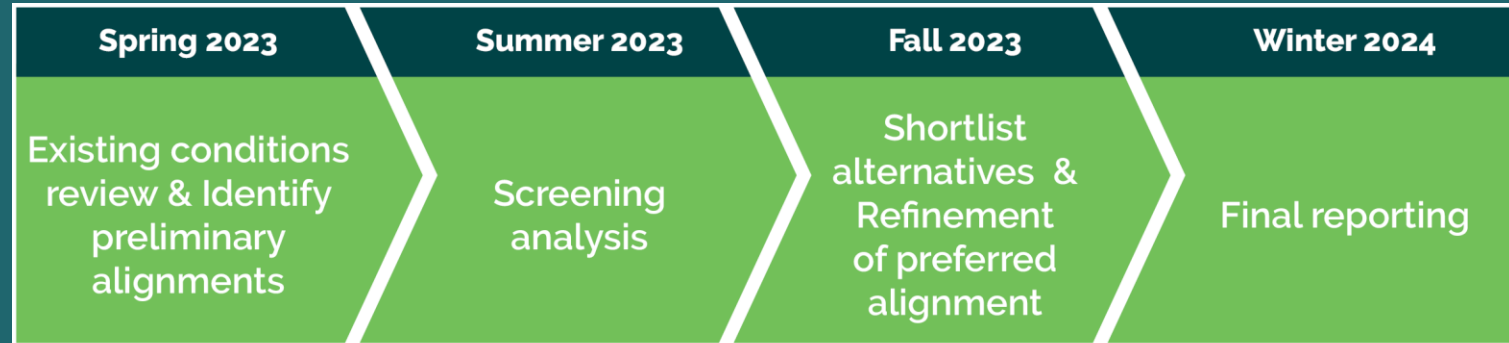 Spring 2023
Existing conditions
review & Identify
preliminary
alignments
Summer 2023
Screening
analysis
Fall 2023
Shortlist
alternatives &
Refinement
of preferred
alignment
Winter 2024
Final reporting